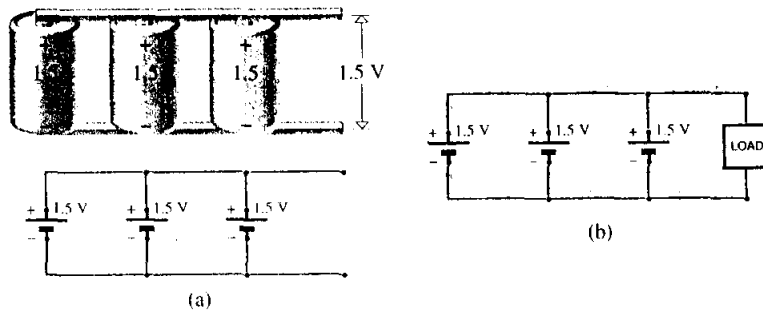 + + +
1.5 1.5 1.5
1.5 V
- -
+ 1.5 V + 1.5 V + 1.5 V
- - -
(a)
+ 1.5 V + 1.5 V + 1.5 V LOAD
- - -
(b)